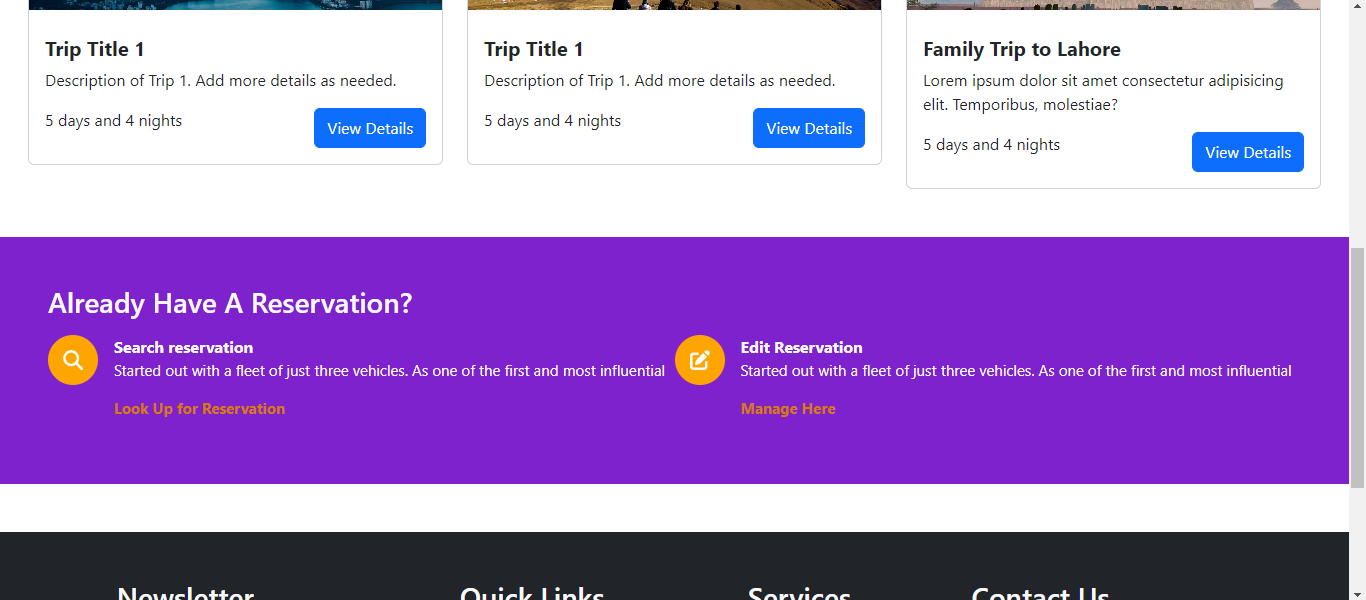 Trip Title 1
Description of Trip 1. Add more details as needed.
5 days and 4 nights
View Details
Trip Title 1
Description of Trip 1. Add more details as needed.
5 days and 4 nights
View Details
Family Trip to Lahore
Lorem ipsum dolor sit amet consectetur adipisicing
elit. Temporibus, molestiae?
5 days and 4 nights
View Details
Already Have A Reservation?
Search reservation
Started out with a fleet of just three vehicles. As one of the first and most influential
Look Up for Reservation
Edit Reservation
Started out with a fleet of just three vehicles. As one of the first and most influential
Manage Here
Newsletter
Quick Links
Services
Contact Us